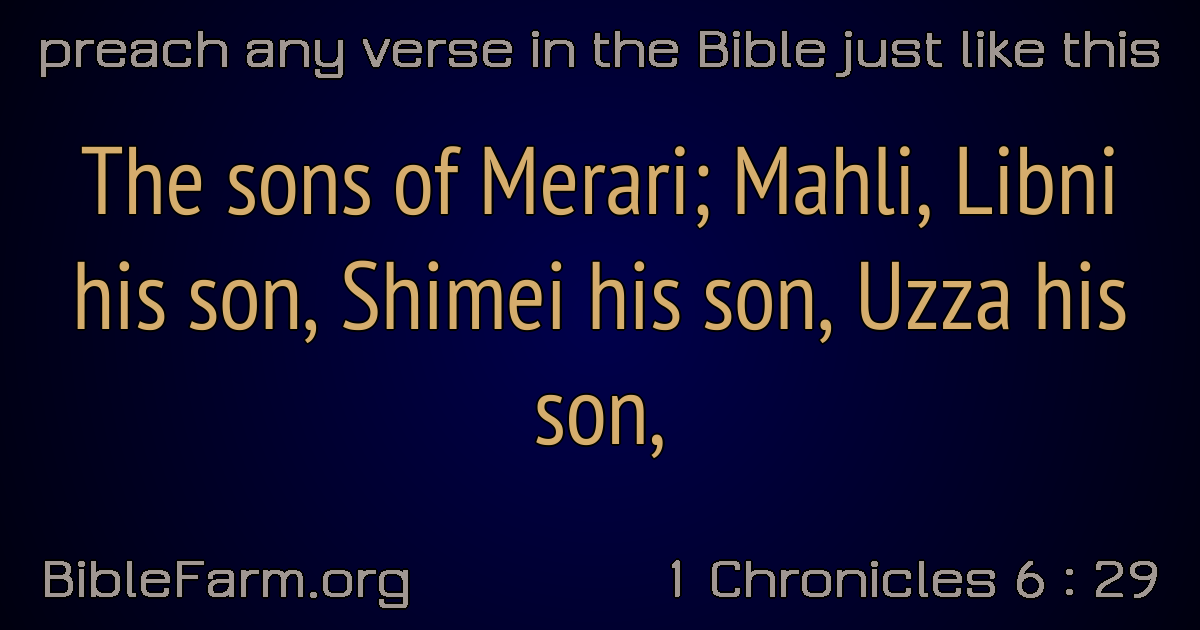 preach any verse in the Bible just like this
The sons of Merari; Mahli, Libni
his son, Shimei his son, Uzza his
son,
BibleFarm.org
1 Chronicles 6 : 29